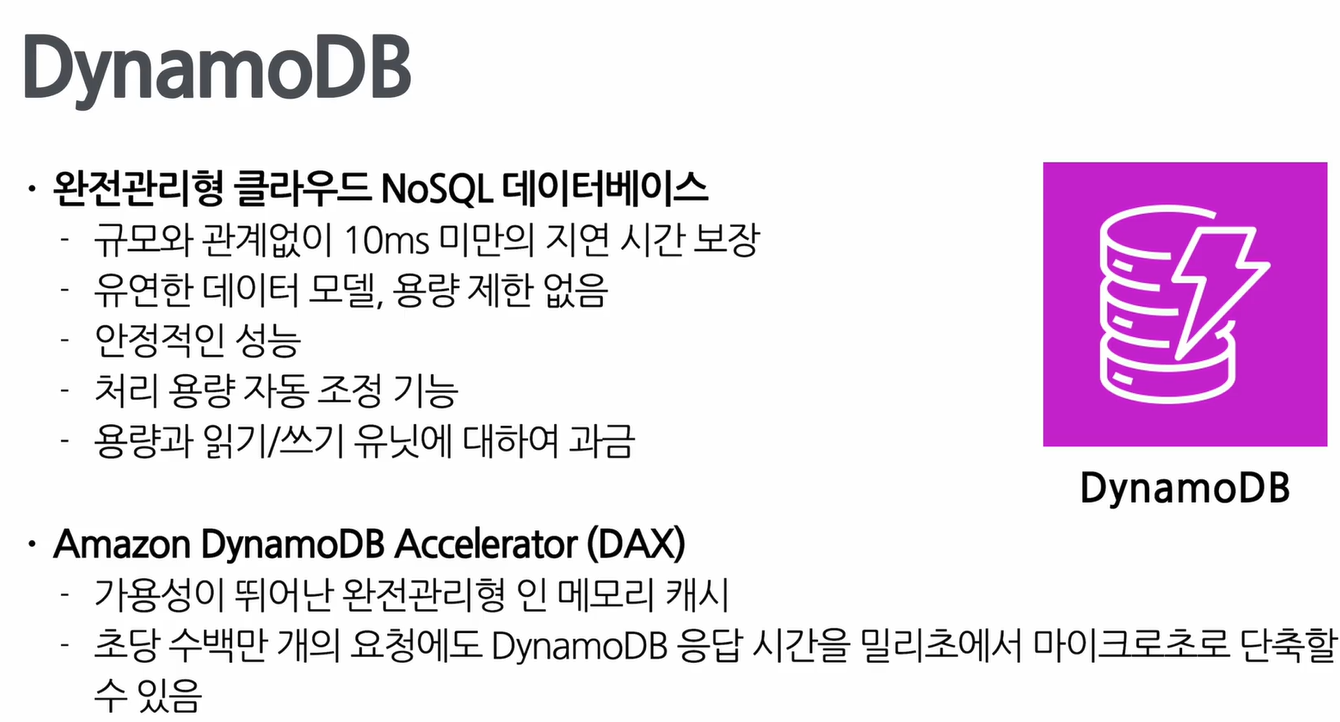 DynamoDB
· 완전관리형 클라우드 NoSQL 데이터베이스
- 규모와 관계없이 10ms 미만의 지연 시간 보장
- 유연한 데이터 모델, 용량 제한 없음
- 안정적인 성능
- 처리 용량 자동 조정 기능
- 용량과 읽기/쓰기 유닛에 대하여 과금
DynamoDB
· Amazon DynamoDB Accelerator (DAX)
- 가용성이 뛰어난 완전관리형 인 메모리 캐시
- 초당 수백만 개의 요청에도 DynamoDB 응답 시간을 밀리초에서 마이크로초로 단축할
수 있음